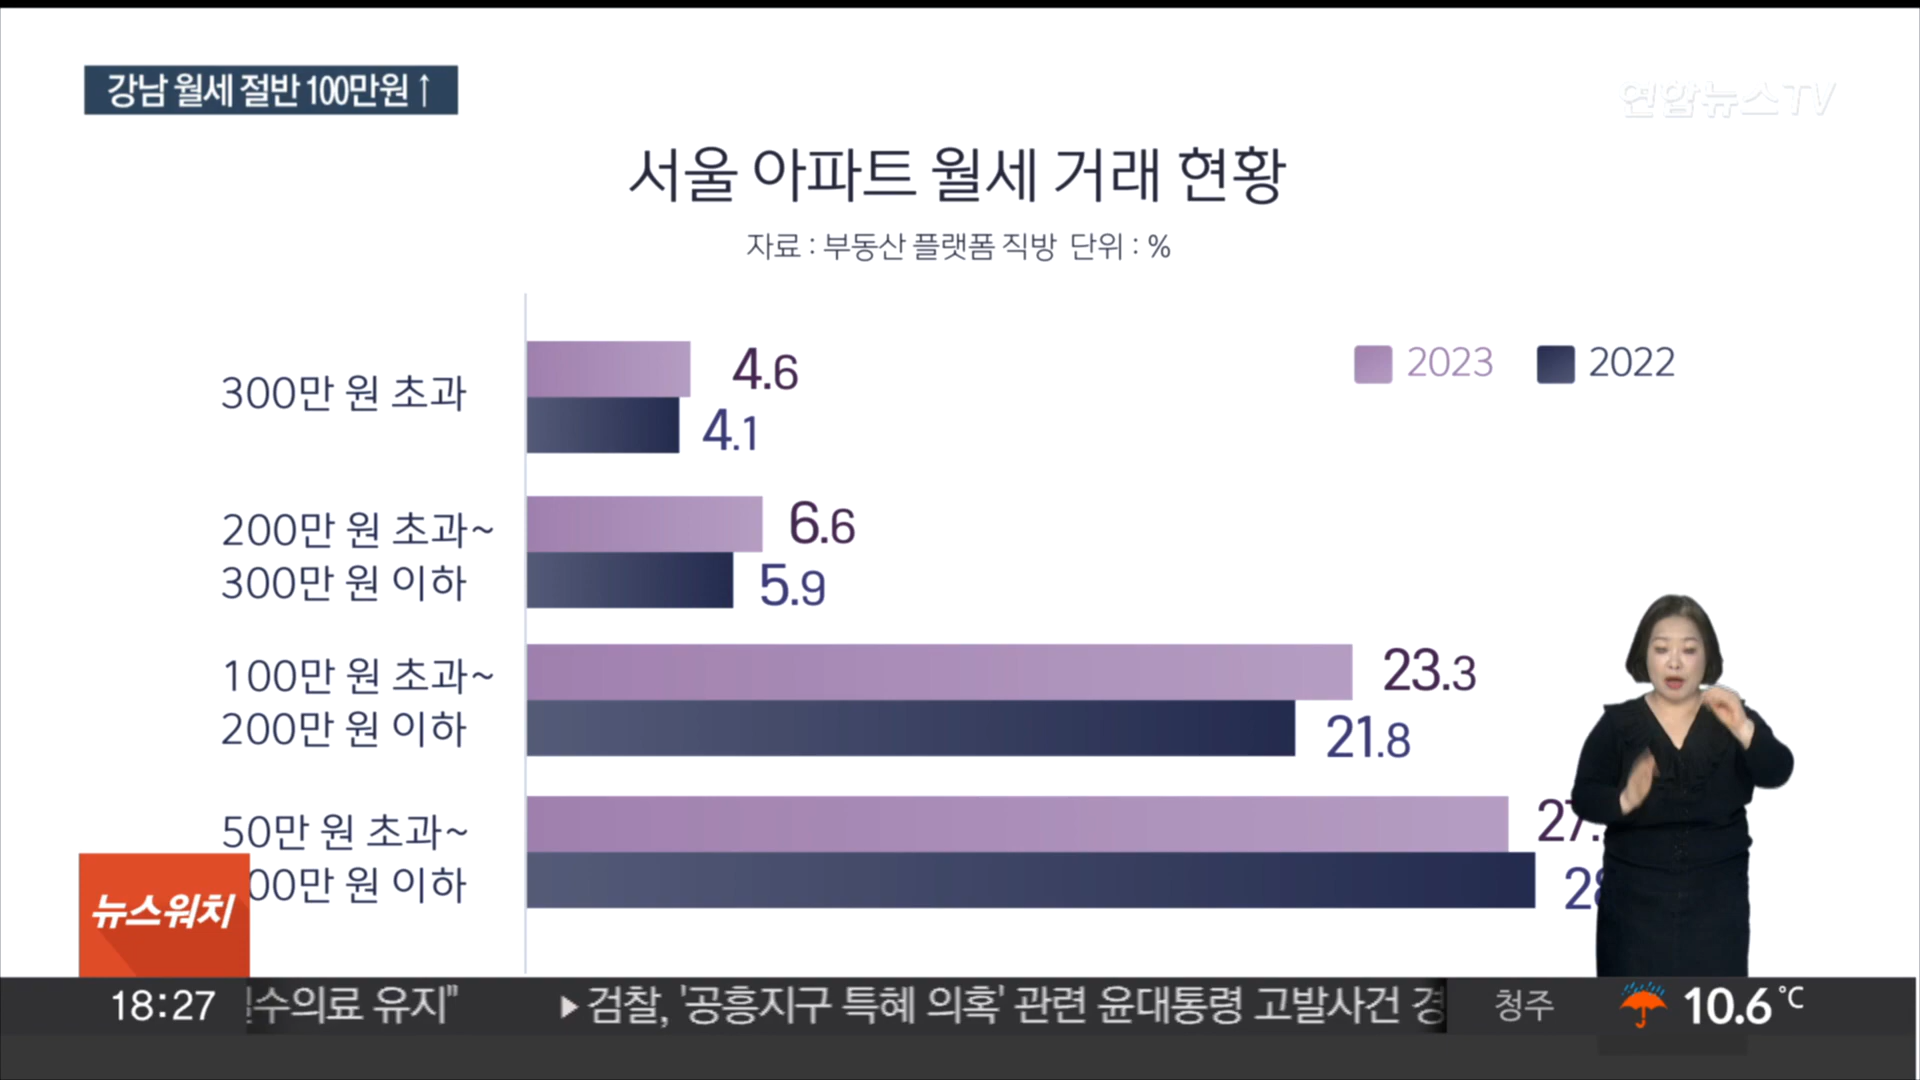 강남 월세 절반 100만원↑
연합뉴스TV
서울 아파트 월세 거래 현황
자료 : 부동산 플랫폼 직방 단위 : %
2023
2022
300만 원 초과
4.6
4.1
200만 원 초과~
300만 원 이하
6.6
5.9
100만 원 초과~
200만 원 이하
23.3
21.8
50만 원 초과~
00만 원 이하
27.
2
뉴스워치
18:27
수의료 유지"
▶검찰, '공흥지구 특혜 의혹' 관련 윤대통령 고발사건
청주
10.6℃